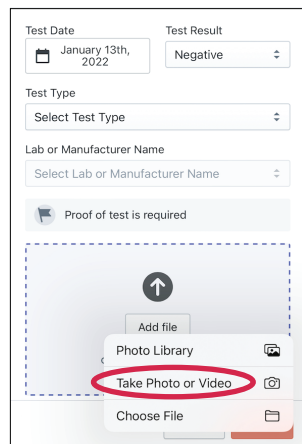 Test Date
Test Result
January 13th,
2022
Negative
Test Type
Select Test Type
Lab or Manufacturer Name
Select Lab or Manufacturer Name
Proof of test is required
Add file
Photo Library
Take Photo or Video
Choose File